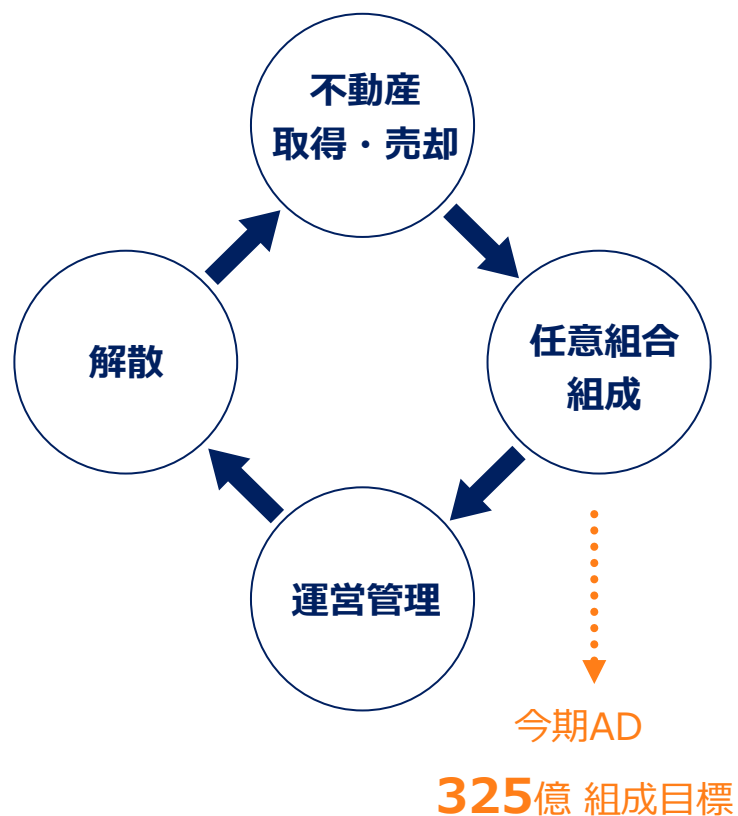 不動産
取得・売却
任意組合
組成
解散
運営管理
今期AD
325億 組成目標